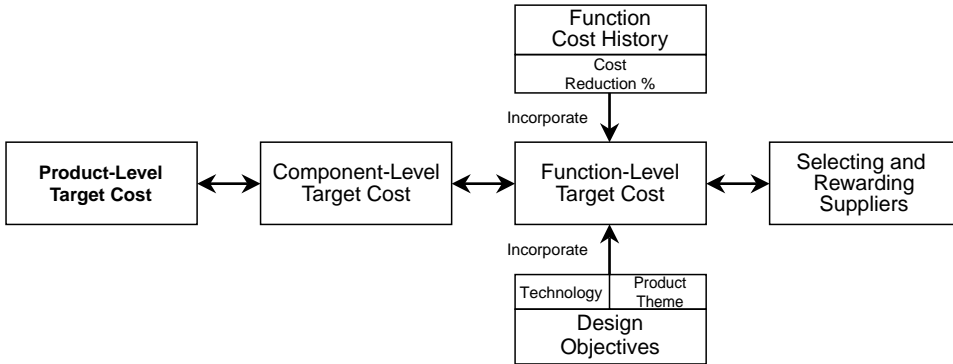 Function
Cost History
Cost
Reduction %
Incorporate
Product-Level
Target Cost
Component-Level
Target Cost
Function-Level
Target Cost
Selecting and
Rewarding
Suppliers
Incorporate
Technology
Product
Theme
Design
Objectives